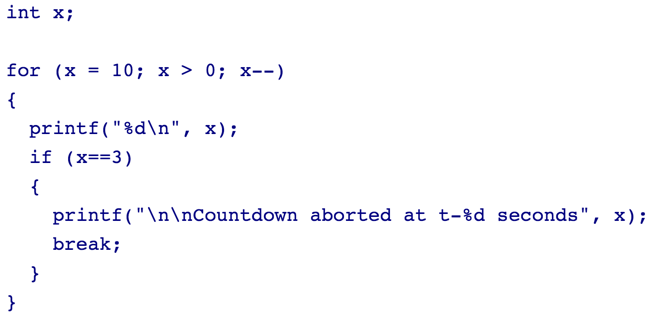 int x;
for (x = 10; x > 0; x--)
{
printf("%d\n", x);
if (x==3)
{
printf("\n\nCountdown aborted at t-%d seconds", x);
break;
}
}